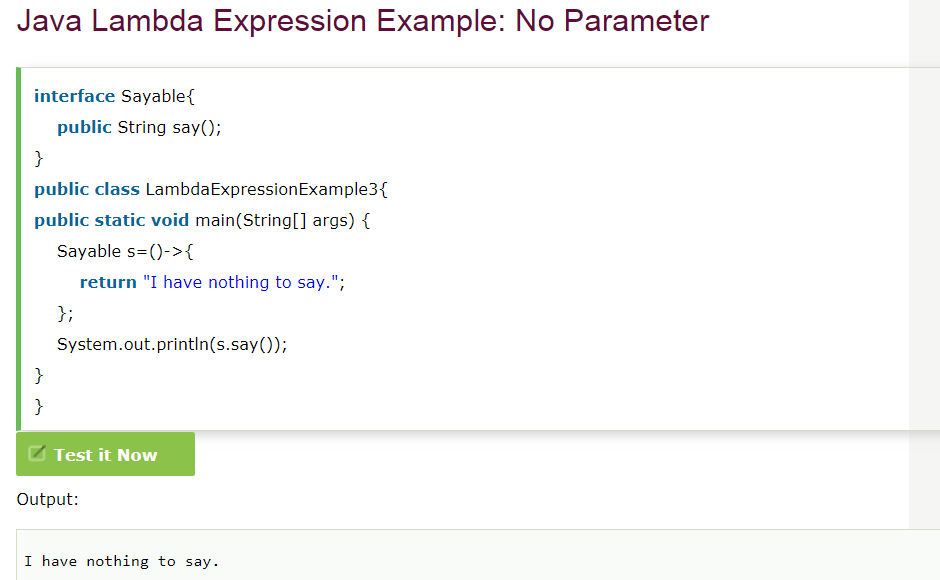 Java Lambda Expression Example: No Parameter
interface Sayable{
public String say();
}
public class LambdaExpressionExample3{
public static void main(String[] args) {
Sayable s=()->{
return "I have nothing to say.";
};
System.out.println(s.say());
}
}
Test it Now
Output:
I have nothing to say.